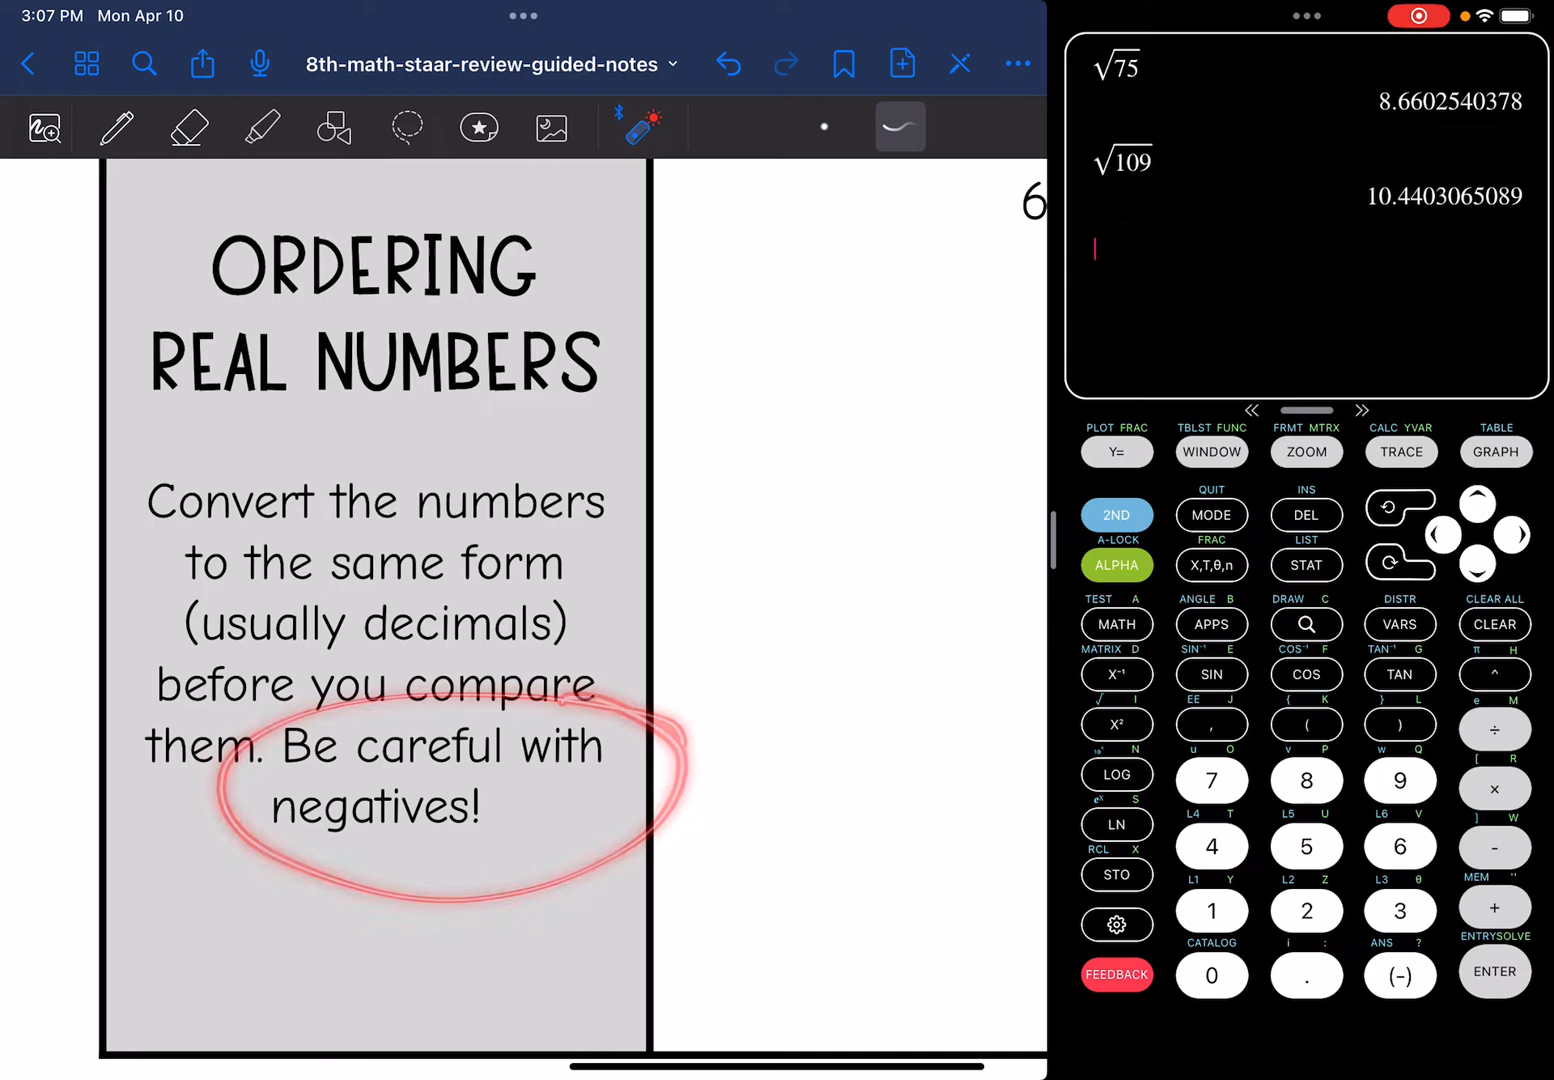 3:07 PM Mon Apr 10
8th-math-staar-review-guided-notes
ORDERING
REAL NUMBERS
Convert the numbers
to the same form
(usually decimals)
before you compare
them. Be careful with
negatives!
6
√75
8.6602540378
√109
10.4403065089
PLOT FRAC TBLST FUNC FRMT MTRX CALC YVAR TABLE
Y= WINDOW ZOOM TRACE GRAPH
QUIT INS
2ND MODE DEL
A-LOCK FRAC LIST
ALPHA X,T,θ,n STAT
TEST A ANGLE B DRAW C DISTR CLEAR ALL
MATH APPS VARS CLEAR
MATRIX D SIN⁻¹ E COS⁻¹ F TAN⁻¹ G π H
X⁻¹ SIN COS TAN ^
√ I EE J { K } L e M
X² , ( ) ÷
10ˣ N u O v P w Q [ R
LOG 7 8 9 ×
eˣ S L4 T L5 U L6 V ] W
LN 4 5 6 -
RCL X L1 Y L2 Z L3 θ MEM "
STO 1 2 3 +
CATALOG i : ANS ? ENTRY SOLVE
FEEDBACK 0 . (-) ENTER